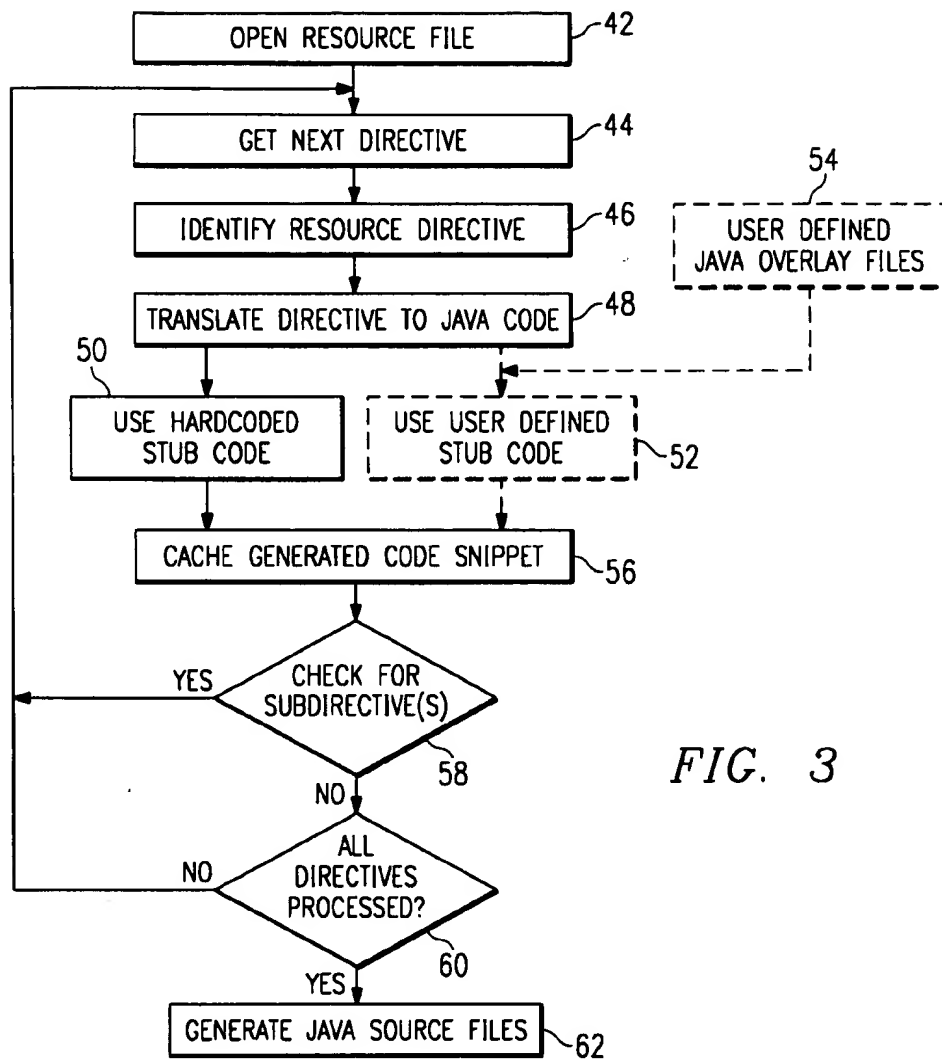 OPEN RESOURCE FILE
42
GET NEXT DIRECTIVE
44
IDENTIFY RESOURCE DIRECTIVE
46
54
USER DEFINED
JAVA OVERLAY FILES
TRANSLATE DIRECTIVE TO JAVA CODE
48
50
USE HARDCODED
STUB CODE
USE USER DEFINED
STUB CODE
52
CACHE GENERATED CODE SNIPPET
56
YES
CHECK FOR
SUBDIRECTIVE(S)
58
NO
FIG. 3
NO
ALL
DIRECTIVES
PROCESSED?
60
YES
GENERATE JAVA SOURCE FILES
62